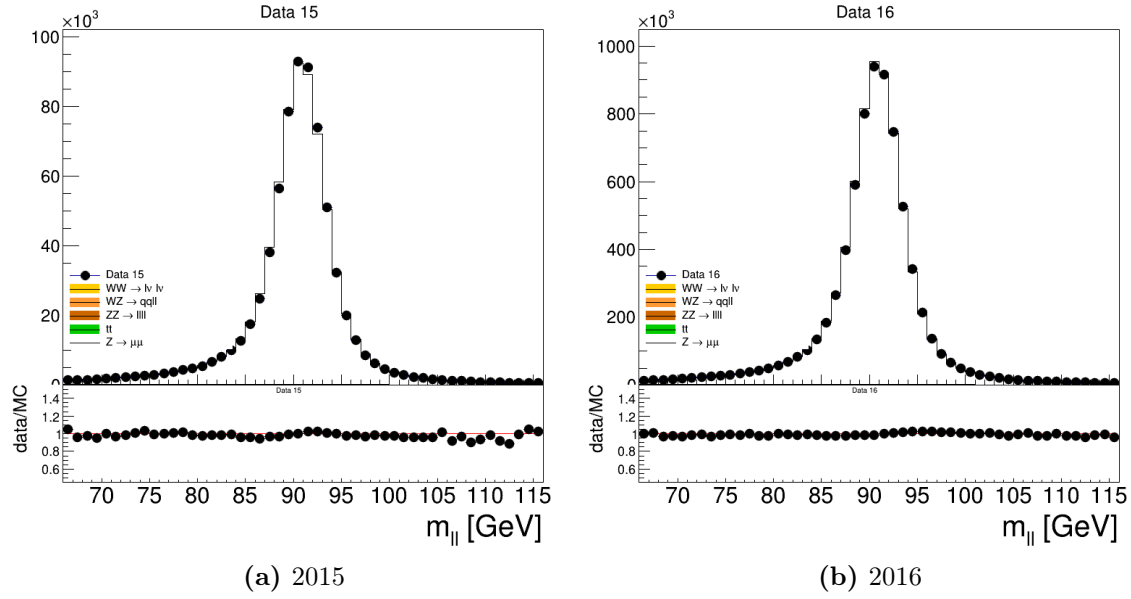 Data 15
×10³
100
80
60
40
20
0
Data 15
WW → lν lν
WZ → qqll
ZZ → llll
tt
Z → μμ
Data 15
data/MC
1.4
1.2
1
0.8
0.6
70 75 80 85 90 95 100 105 110 115
m_ll [GeV]
(a) 2015
Data 16
×10³
1000
800
600
400
200
0
Data 16
WW → lν lν
WZ → qqll
ZZ → llll
tt
Z → μμ
Data 16
data/MC
1.4
1.2
1
0.8
0.6
70 75 80 85 90 95 100 105 110 115
m_ll [GeV]
(b) 2016